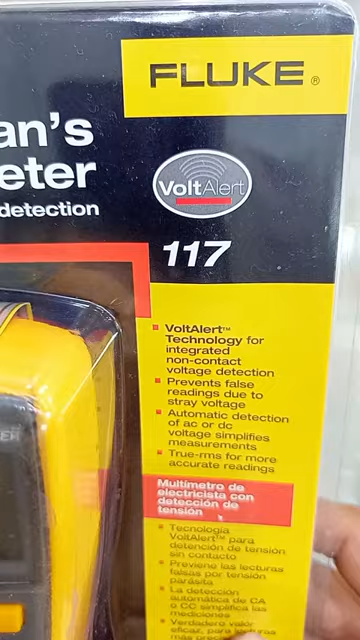 FLUKE®
an's
eter
detection
VoltAlert
117
VoltAlert™
Technology for
integrated
non-contact
voltage detection
Prevents false
readings due to
stray voltage
Automatic detection
of ac or dc
voltage simplifies
measurements
True-rms for more
accurate readings
Multímetro de
electricista con
detección de
tensión
Tecnología
VoltAlert™ para
detención de tensión
sin contacto
Previene las lecturas
falsas por tensión
parásita
La detección
automática de CA
o CC simplifica las
mediciones
Verdadero valor
eficaz, para lecturas
más